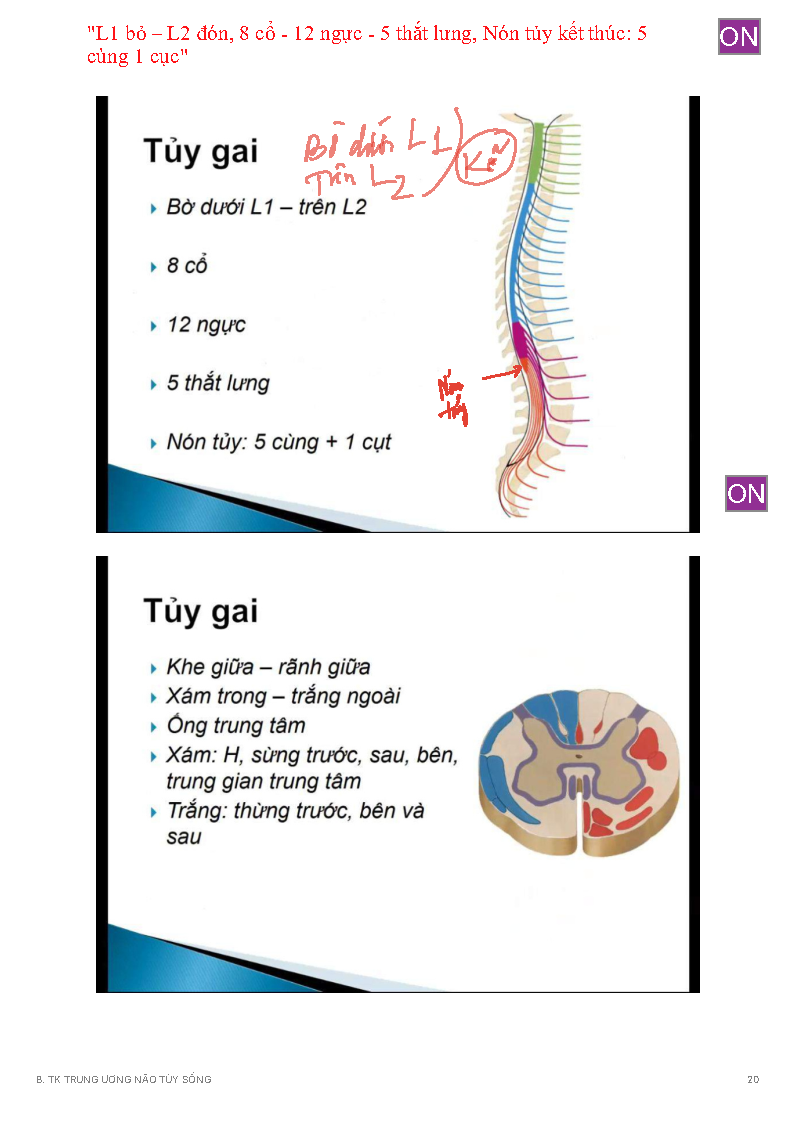 "L1 bỏ – L2 đón, 8 cổ - 12 ngực - 5 thắt lưng, Nón tủy kết thúc: 5
cùng 1 cục"
ON
Tủy gai
Bờ dưới L1
Trên L2
Bờ dưới L1 – trên L2
8 cổ
12 ngực
5 thắt lưng
Nón
tủy
Nón tủy: 5 cùng + 1 cụt
ON
Tủy gai
Khe giữa – rãnh giữa
Xám trong – trắng ngoài
Ống trung tâm
Xám: H, sừng trước, sau, bên,
trung gian trung tâm
Trắng: thừng trước, bên và
sau
B. TK TRUNG ƯƠNG NÃO TỦY SỐNG
20